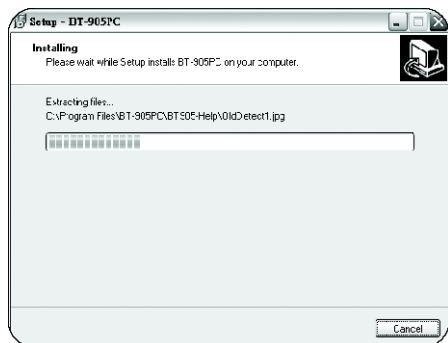 Setup - BT-905PC
Installing
Please wait while Setup installs BT-905PC on your computer.
Extracting files...
C:\Program Files\BT-905PC\BT905-Help\OldDetect1.jpg
Cancel